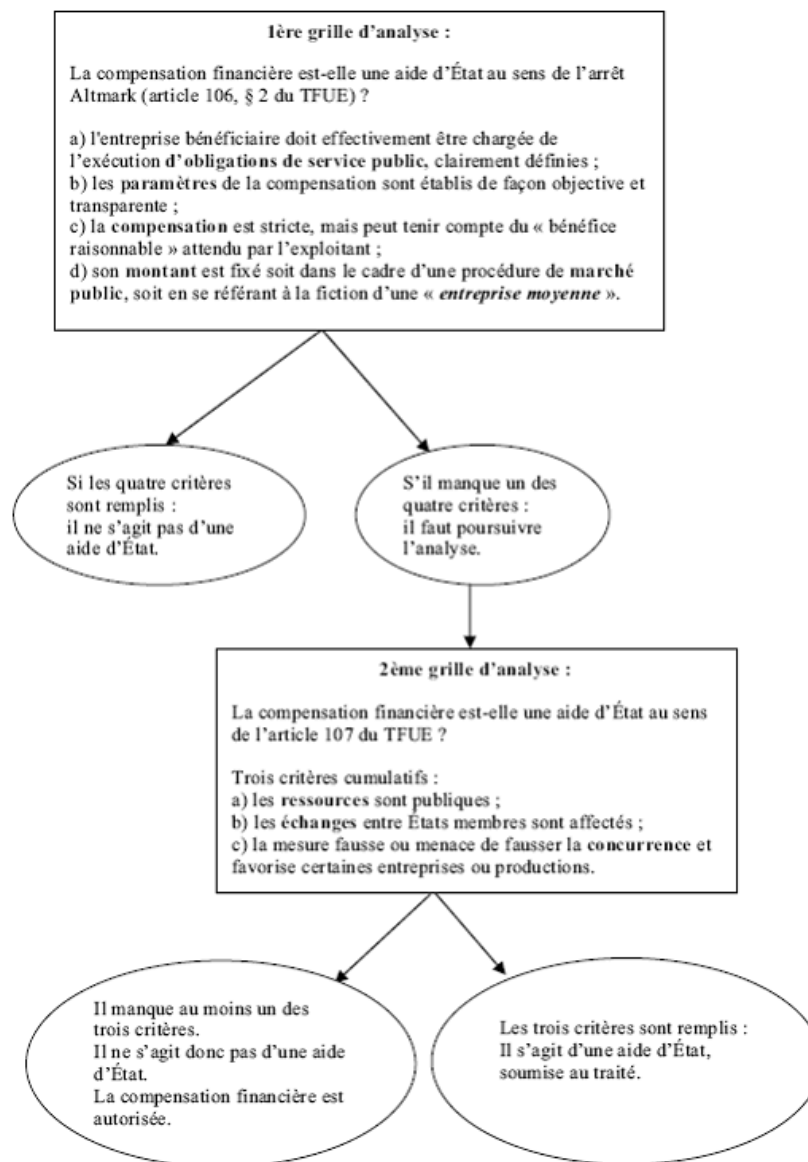 1ère grille d'analyse :
La compensation financière est-elle une aide d'État au sens de l'arrêt
Altmark (article 106, § 2 du TFUE) ?
a) l'entreprise bénéficiaire doit effectivement être chargée de
l'exécution d'obligations de service public, clairement définies ;
b) les paramètres de la compensation sont établis de façon objective et
transparente ;
c) la compensation est stricte, mais peut tenir compte du « bénéfice
raisonnable » attendu par l'exploitant ;
d) son montant est fixé soit dans le cadre d'une procédure de marché
public, soit en se référant à la fiction d'une « entreprise moyenne ».
Si les quatre critères
sont remplis :
il ne s'agit pas d'une
aide d'État.
S'il manque un des
quatre critères :
il faut poursuivre
l'analyse.
2ème grille d'analyse :
La compensation financière est-elle une aide d'État au sens
de l'article 107 du TFUE ?
Trois critères cumulatifs :
a) les ressources sont publiques ;
b) les échanges entre États membres sont affectés ;
c) la mesure fausse ou menace de fausser la concurrence et
favorise certaines entreprises ou productions.
Il manque au moins un des
trois critères.
Il ne s'agit donc pas d'une aide
d'État.
La compensation financière est
autorisée.
Les trois critères sont remplis :
Il s'agit d'une aide d'État,
soumise au traité.